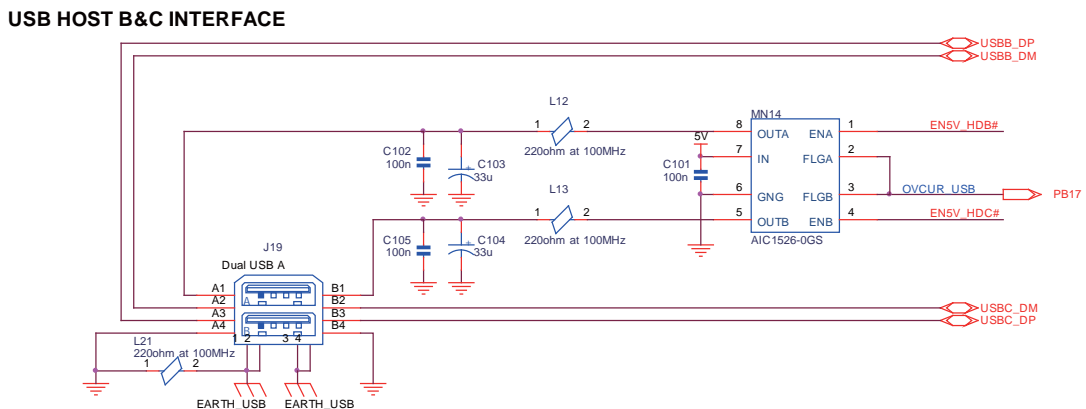 USB HOST B&C INTERFACE
USBB_DP
USBB_DM
L12
1 2
220ohm at 100MHz
MN14
8 OUTA ENA 1 EN5V_HDB#
5V
7 IN FLGA 2
C102
100n
C103
33u
+
C101
100n
6 GNG FLGB 3 OVCUR_USB PB17
L13
1 2
220ohm at 100MHz
5 OUTB ENB 4 EN5V_HDC#
AIC1526-0GS
C105
100n
C104
33u
+
J19
Dual USB A
A1 B1
A2 A B2 USBC_DM
A3 B3 USBC_DP
A4 B B4
1 2 3 4
L21
220ohm at 100MHz
1 2
EARTH_USB EARTH_USB